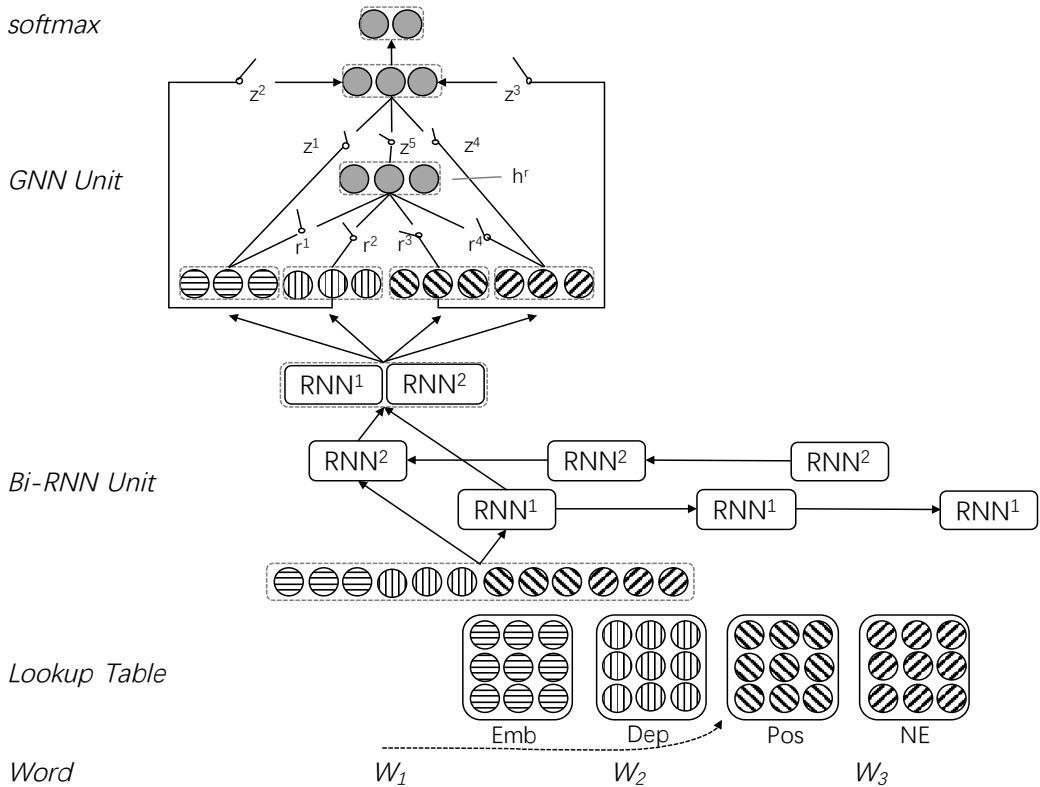 softmax
z² z³
z¹ z⁵ z⁴
GNN Unit
hʳ
r¹ r² r³ r⁴
RNN¹ RNN²
RNN² RNN² RNN²
Bi-RNN Unit
RNN¹ RNN¹ RNN¹
Lookup Table
Emb Dep Pos NE
Word W₁ W₂ W₃